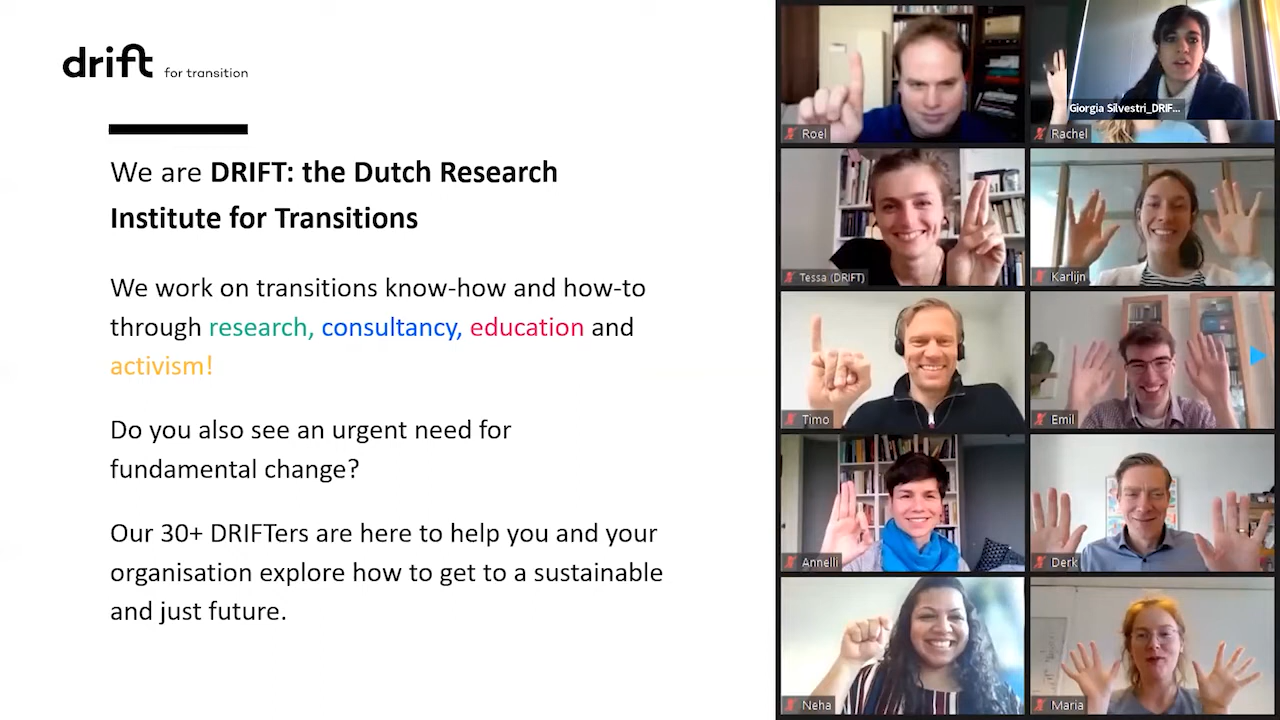 drift for transition
We are DRIFT: the Dutch Research
Institute for Transitions
We work on transitions know-how and how-to
through research, consultancy, education and
activism!
Do you also see an urgent need for
fundamental change?
Our 30+ DRIFTers are here to help you and your
organisation explore how to get to a sustainable
and just future.
Roel
Giorgia Silvestri_DRIF...
Rachel
Tessa (DRIFT)
Karlijn
Timo
Emil
Annelli
Derk
Neha
Maria